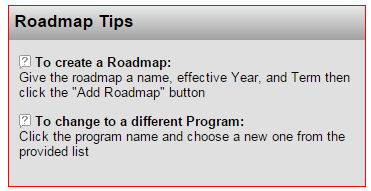 Roadmap Tips
To create a Roadmap:
Give the roadmap a name, effective Year, and Term then
click the "Add Roadmap" button
To change to a different Program:
Click the program name and choose a new one from the
provided list